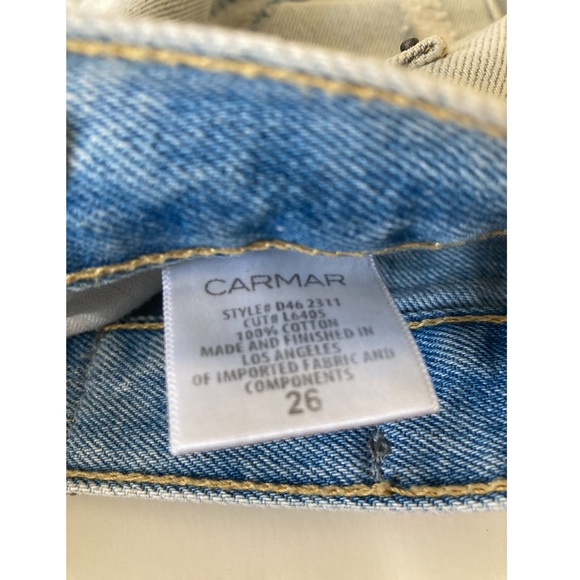 CARMAR
STYLE# D46 2311
CUT# L6405
100% COTTON
MADE AND FINISHED IN
LOS ANGELES
OF IMPORTED FABRIC AND
COMPONENTS
26